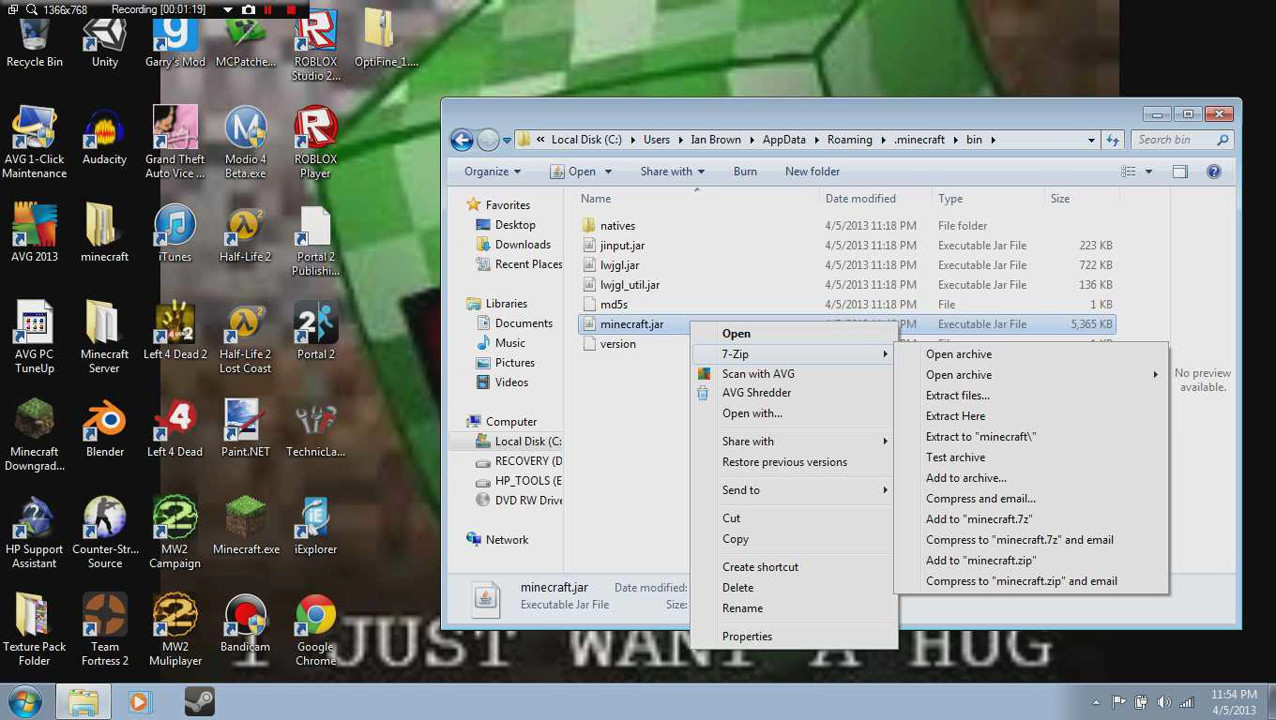 1366x768
Recording [00:01:19]
Recycle Bin
Unity
Garry's Mod
MCPatche...
ROBLOX
Studio 2...
OptiFine_1....
AVG 1-Click
Maintenance
Audacity
Grand Theft
Auto Vice ...
Modio 4
Beta.exe
ROBLOX
Player
AVG 2013
minecraft
iTunes
Half-Life 2
Portal 2
Publishi...
AVG PC
TuneUp
Minecraft
Server
Left 4 Dead 2
Half-Life 2
Lost Coast
Portal 2
Minecraft
Downgrad...
Blender
Left 4 Dead
Paint.NET
TechnicLa...
HP Support
Assistant
Counter-Str...
Source
MW2
Campaign
Minecraft.exe
iExplorer
Texture Pack
Folder
Team
Fortress 2
MW2
Muliplayer
Bandicam
Google
Chrome
« Local Disk (C:) Users Ian Brown AppData Roaming .minecraft bin
Search bin
Organize Open Share with Burn New folder
Favorites
Desktop
Downloads
Recent Places
Libraries
Documents
Music
Pictures
Videos
Computer
Local Disk (C:
RECOVERY (D
HP_TOOLS (E
DVD RW Drive
Network
Name Date modified Type Size
natives 4/5/2013 11:18 PM File folder
jinput.jar 4/5/2013 11:18 PM Executable Jar File 223 KB
lwjgl.jar 4/5/2013 11:18 PM Executable Jar File 722 KB
lwjgl_util.jar 4/5/2013 11:18 PM Executable Jar File 136 KB
md5s 4/5/2013 11:18 PM File 1 KB
minecraft.jar PM Executable Jar File 5,365 KB
version
No preview
available.
Open
7-Zip
Scan with AVG
AVG Shredder
Open with...
Share with
Restore previous versions
Send to
Cut
Copy
Create shortcut
Delete
Rename
Properties
Open archive
Open archive
Extract files...
Extract Here
Extract to "minecraft\"
Test archive
Add to archive...
Compress and email...
Add to "minecraft.7z"
Compress to "minecraft.7z" and email
Add to "minecraft.zip"
Compress to "minecraft.zip" and email
minecraft.jar Date modified:
Executable Jar File Size:
I JUST WANT A HUG
11:54 PM
4/5/2013